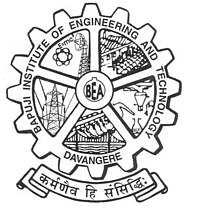 BAPUJI INSTITUTE OF ENGINEERING AND TECHNOLOGY
BEA
DAVANGERE
कर्मणैव हि संसिद्धिः